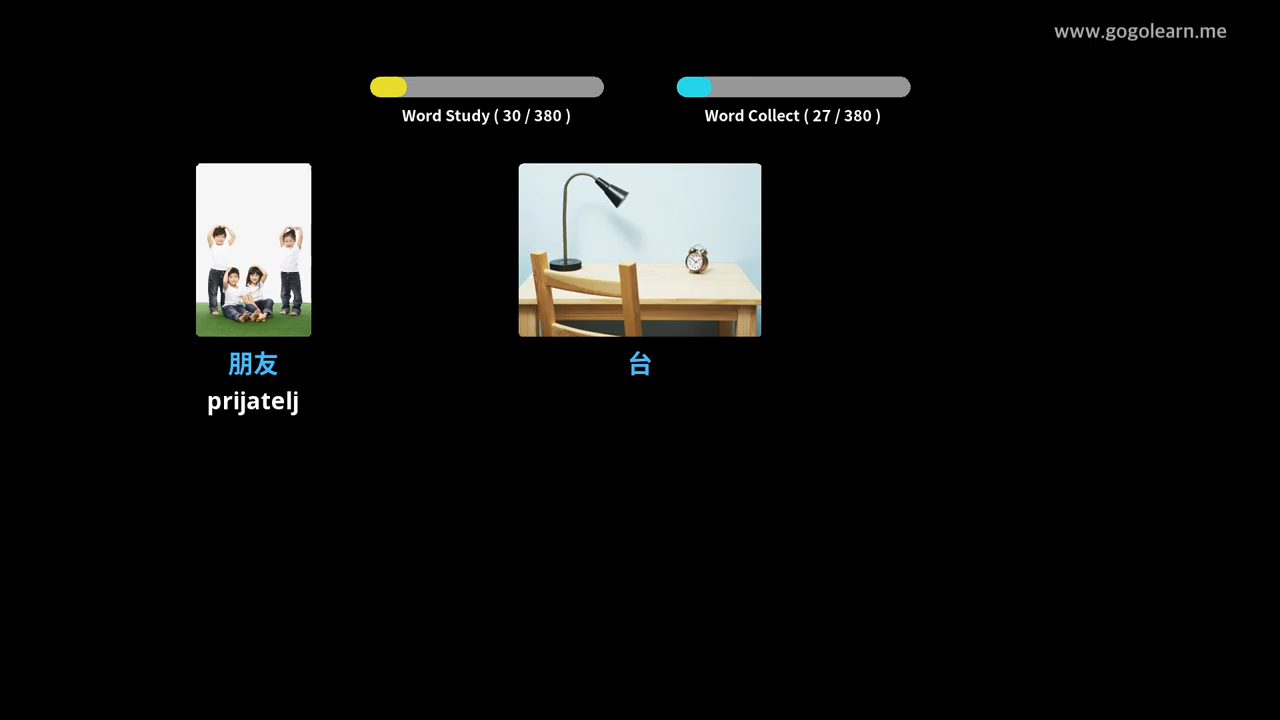 www.gogolearn.me
Word Study ( 30 / 380 )
Word Collect ( 27 / 380 )
朋友
prijatelj
台